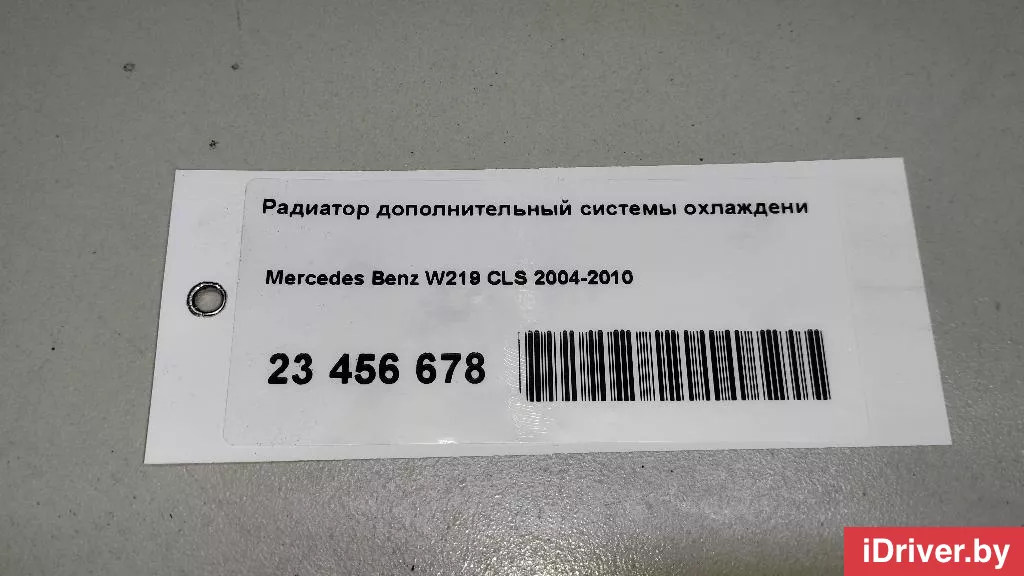 Радиатор дополнительный системы охлаждени
Mercedes Benz W219 CLS 2004-2010
23 456 678
iDriver.by